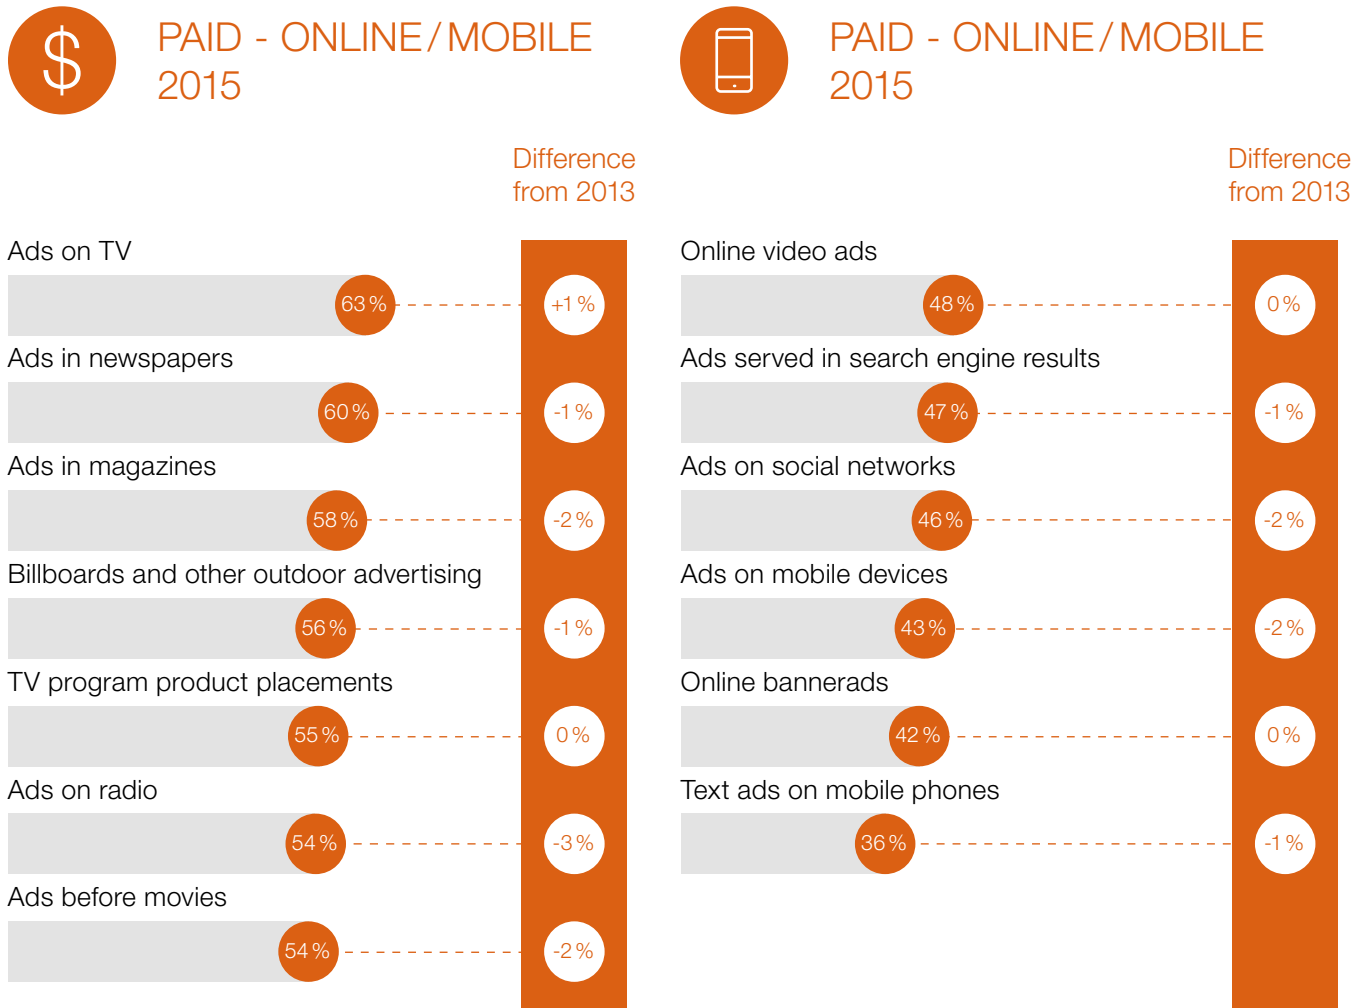 $
PAID - ONLINE/MOBILE
2015
Difference
from 2013
Ads on TV
63%
+1%
Ads in newspapers
60%
-1%
Ads in magazines
58%
-2%
Billboards and other outdoor advertising
56%
-1%
TV program product placements
55%
0%
Ads on radio
54%
-3%
Ads before movies
54%
-2%
PAID - ONLINE/MOBILE
2015
Difference
from 2013
Online video ads
48%
0%
Ads served in search engine results
47%
-1%
Ads on social networks
46%
-2%
Ads on mobile devices
43%
-2%
Online bannerads
42%
0%
Text ads on mobile phones
36%
-1%